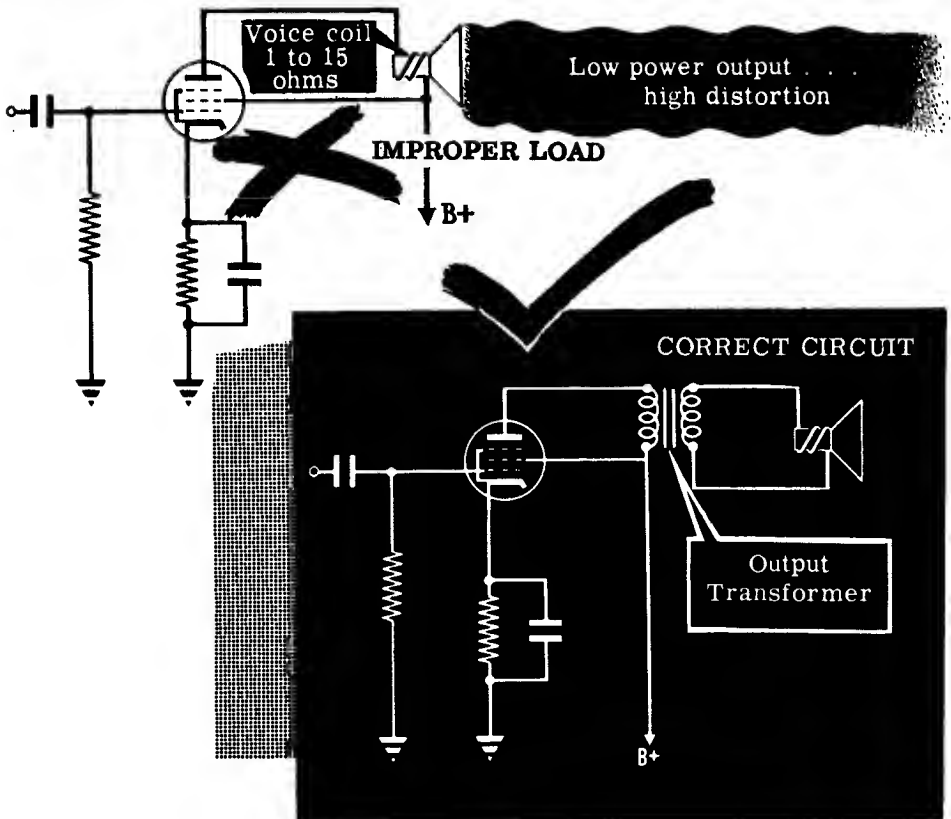 Voice coil
1 to 15
ohms
Low power output . . .
high distortion
IMPROPER LOAD
B+
CORRECT CIRCUIT
Output
Transformer
B+